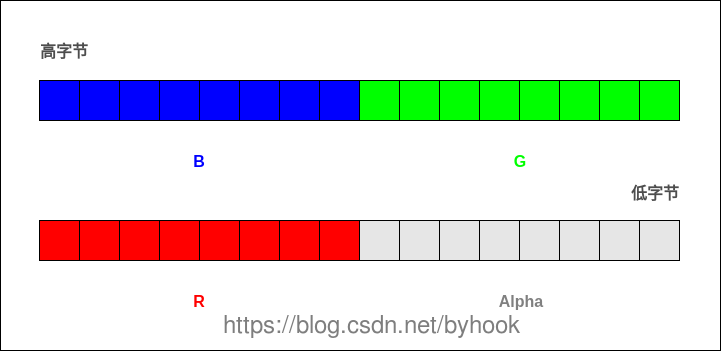 高字节
B
G
低字节
R
Alpha
https://blog.csdn.net/byhook